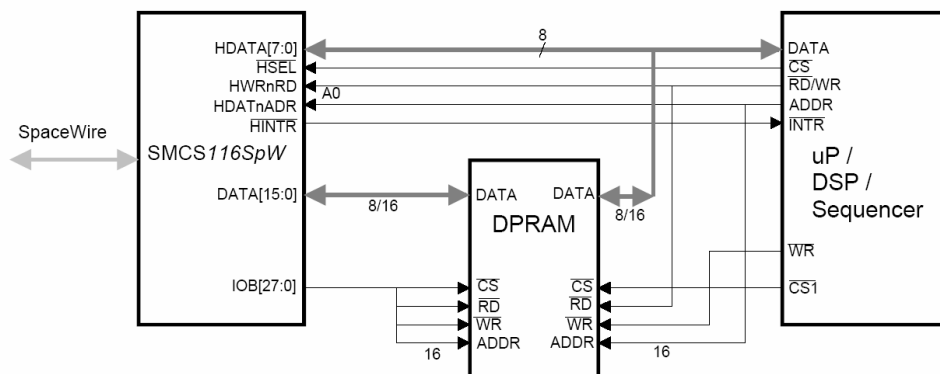 8
HDATA[7:0]
DATA
HSEL
CS
HWRnRD
RD/WR
A0
HDATnADR
ADDR
SpaceWire
HINTR
INTR
SMCS116SpW
uP /
DSP /
Sequencer
DATA[15:0]
8/16
DATA
DATA
8/16
DPRAM
WR
IOB[27:0]
CS
CS
CS1
RD
RD
WR
WR
16
ADDR
ADDR
16